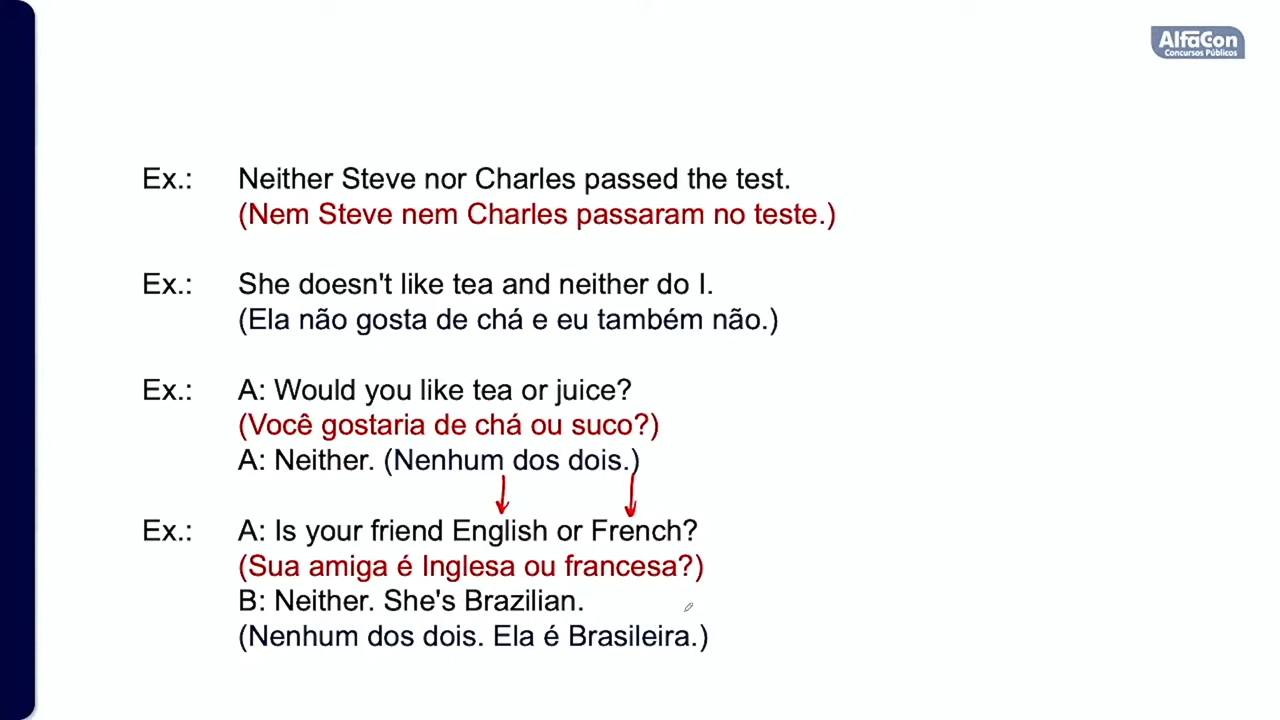 AlfaCon
Concursos Públicos
Ex.: Neither Steve nor Charles passed the test.
(Nem Steve nem Charles passaram no teste.)
Ex.: She doesn't like tea and neither do I.
(Ela não gosta de chá e eu também não.)
Ex.: A: Would you like tea or juice?
(Você gostaria de chá ou suco?)
A: Neither. (Nenhum dos dois.)
Ex.: A: Is your friend English or French?
(Sua amiga é Inglesa ou francesa?)
B: Neither. She's Brazilian.
(Nenhum dos dois. Ela é Brasileira.)